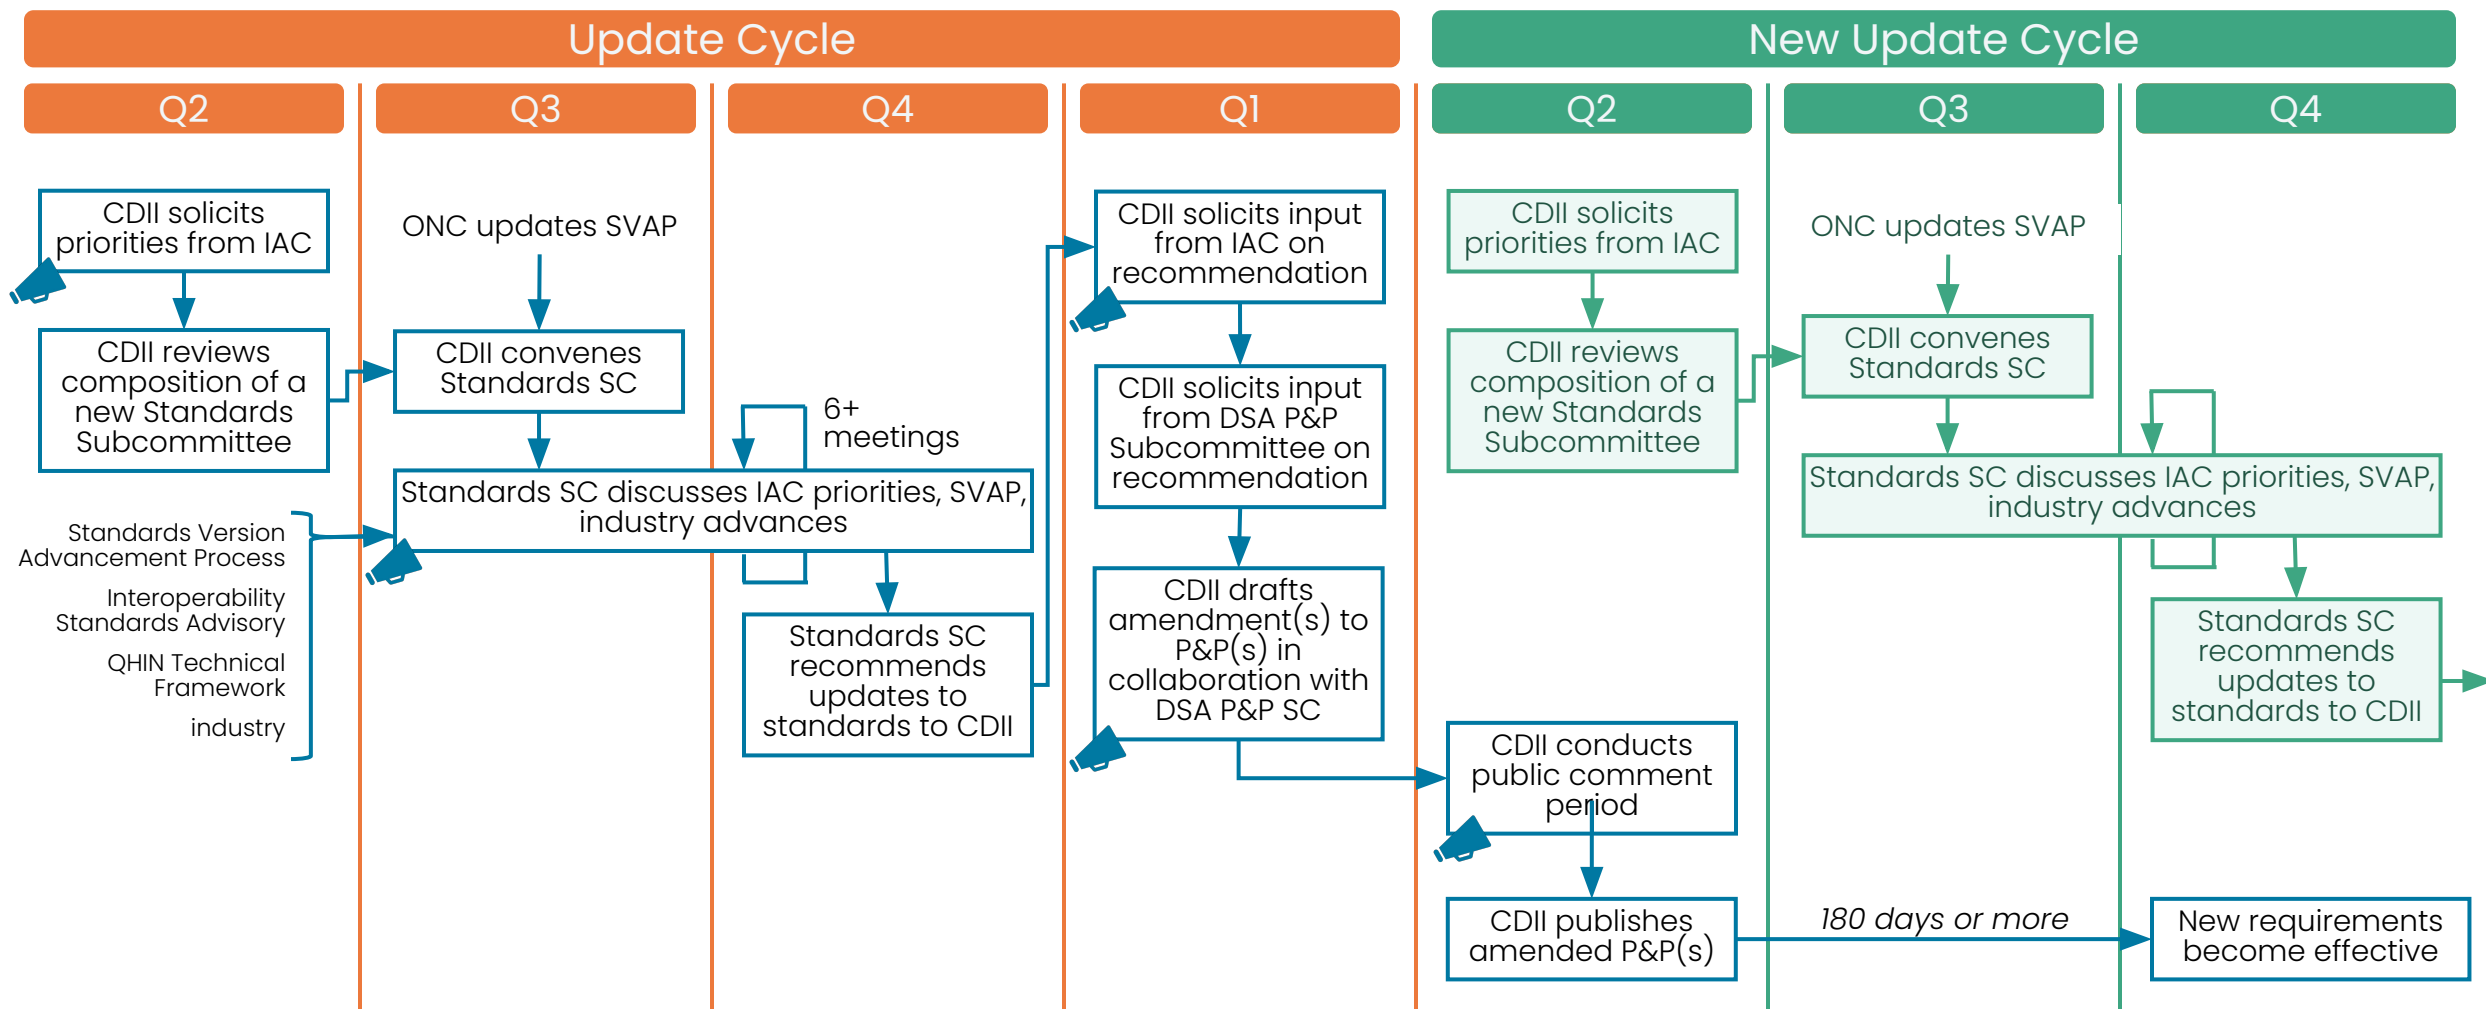 Update Cycle
New Update Cycle
Q2
Q3
Q4
Q1
Q2
Q3
Q4
CDII solicits
priorities from IAC
CDII reviews
composition of a
new Standards
Subcommittee
Standards Version
Advancement Process
Interoperability
Standards Advisory
QHIN Technical
Framework
industry
ONC updates SVAP
CDII convenes
Standards SC
6+
meetings
Standards SC discusses IAC priorities, SVAP,
industry advances
Standards SC
recommends
updates to
standards to CDII
CDII solicits input
from IAC on
recommendation
CDII solicits input
from DSA P&P
Subcommittee on
recommendation
CDII drafts
amendment(s) to
P&P(s) in
collaboration with
DSA P&P SC
CDII solicits
priorities from IAC
CDII reviews
composition of a
new Standards
Subcommittee
CDII conducts
public comment
period
CDII publishes
amended P&P(s)
ONC updates SVAP
CDII convenes
Standards SC
Standards SC discusses IAC priorities, SVAP,
industry advances
Standards SC
recommends
updates to
standards to CDII
180 days or more
New requirements
become effective